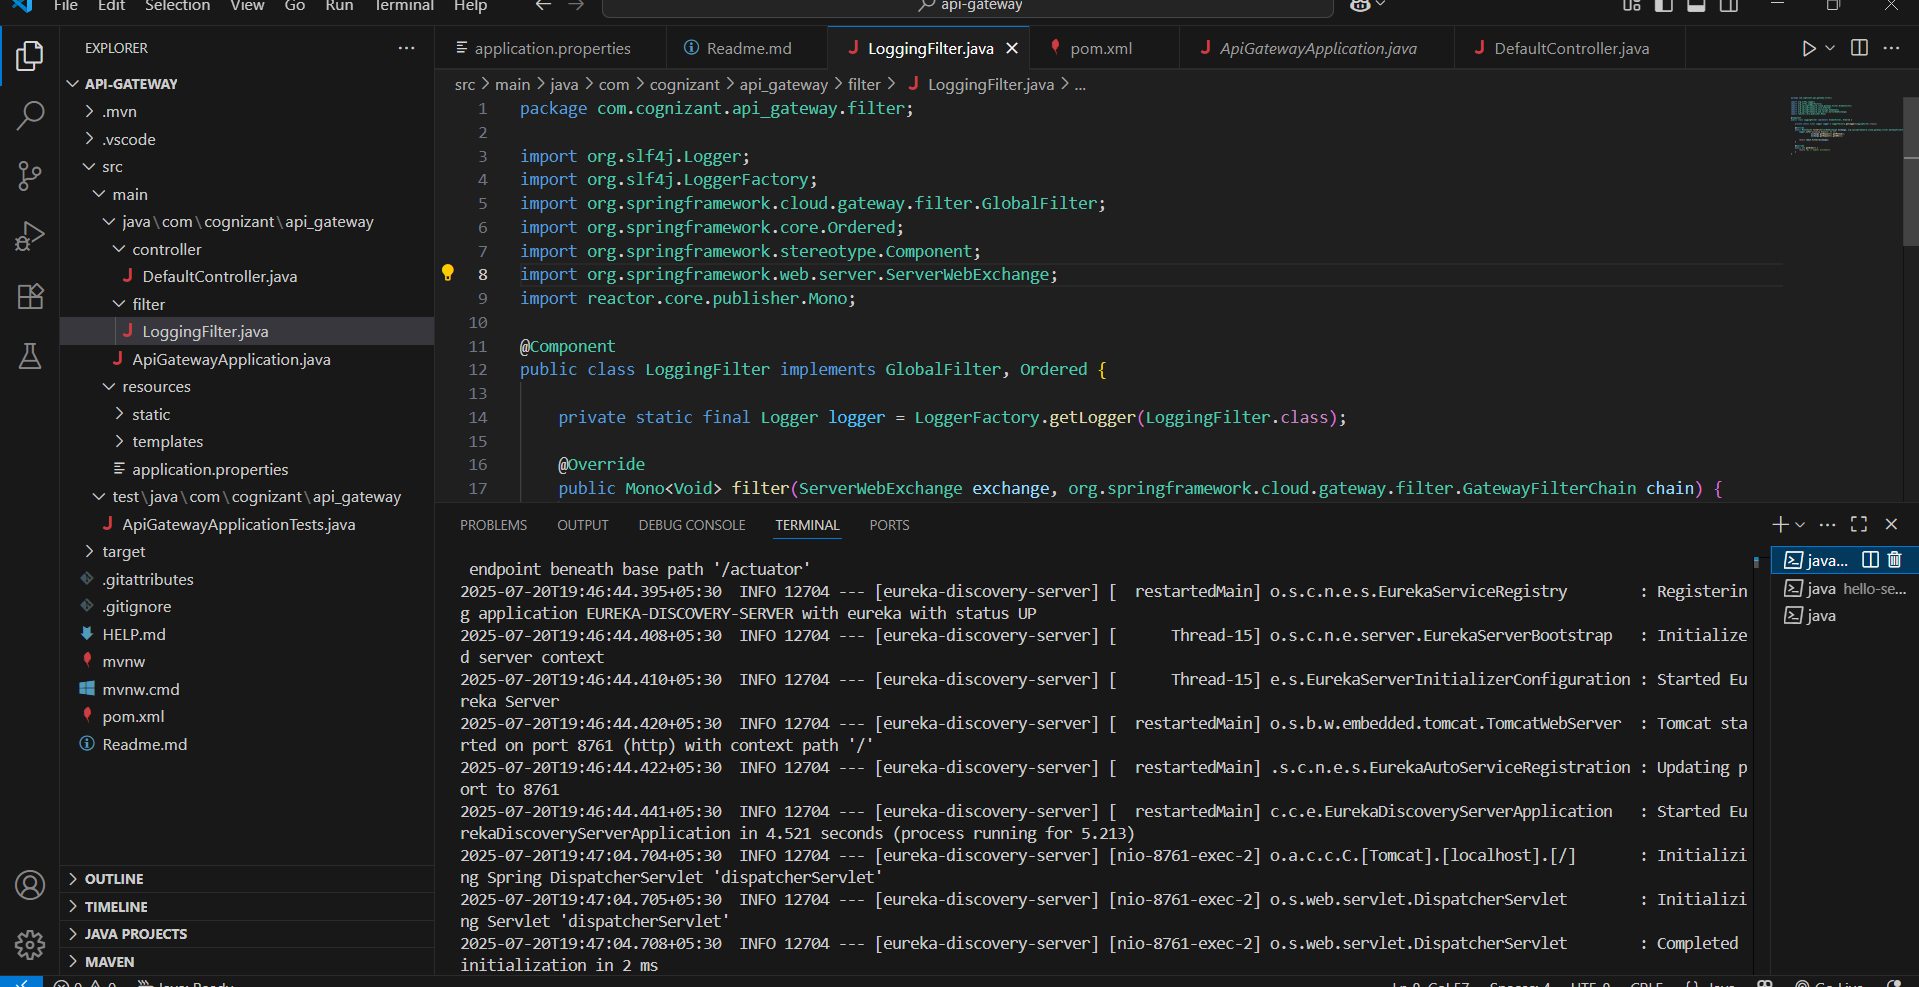 File Edit Selection View Go Run Terminal Help
api-gateway
EXPLORER
API-GATEWAY
.mvn
.vscode
src
main
java\com\cognizant\api_gateway
controller
DefaultController.java
filter
LoggingFilter.java
ApiGatewayApplication.java
resources
static
templates
application.properties
test\java\com\cognizant\api_gateway
ApiGatewayApplicationTests.java
target
.gitattributes
.gitignore
HELP.md
mvnw
mvnw.cmd
pom.xml
Readme.md
OUTLINE
TIMELINE
JAVA PROJECTS
MAVEN
application.properties Readme.md LoggingFilter.java pom.xml ApiGatewayApplication.java DefaultController.java
src > main > java > com > cognizant > api_gateway > filter > LoggingFilter.java > ...
1 package com.cognizant.api_gateway.filter;
2
3 import org.slf4j.Logger;
4 import org.slf4j.LoggerFactory;
5 import org.springframework.cloud.gateway.filter.GlobalFilter;
6 import org.springframework.core.Ordered;
7 import org.springframework.stereotype.Component;
8 import org.springframework.web.server.ServerWebExchange;
9 import reactor.core.publisher.Mono;
10
11 @Component
12 public class LoggingFilter implements GlobalFilter, Ordered {
13
14 private static final Logger logger = LoggerFactory.getLogger(LoggingFilter.class);
15
16 @Override
17 public Mono<Void> filter(ServerWebExchange exchange, org.springframework.cloud.gateway.filter.GatewayFilterChain chain) {
PROBLEMS OUTPUT DEBUG CONSOLE TERMINAL PORTS
endpoint beneath base path '/actuator'
2025-07-20T19:46:44.395+05:30 INFO 12704 --- [eureka-discovery-server] [ restartedMain] o.s.c.n.e.s.EurekaServiceRegistry : Registerin
g application EUREKA-DISCOVERY-SERVER with eureka with status UP
2025-07-20T19:46:44.408+05:30 INFO 12704 --- [eureka-discovery-server] [ Thread-15] o.s.c.n.e.server.EurekaServerBootstrap : Initialize
d server context
2025-07-20T19:46:44.410+05:30 INFO 12704 --- [eureka-discovery-server] [ Thread-15] e.s.EurekaServerInitializerConfiguration : Started Eu
reka Server
2025-07-20T19:46:44.420+05:30 INFO 12704 --- [eureka-discovery-server] [ restartedMain] o.s.b.w.embedded.tomcat.TomcatWebServer : Tomcat sta
rted on port 8761 (http) with context path '/'
2025-07-20T19:46:44.422+05:30 INFO 12704 --- [eureka-discovery-server] [ restartedMain] .s.c.n.e.s.EurekaAutoServiceRegistration : Updating p
ort to 8761
2025-07-20T19:46:44.441+05:30 INFO 12704 --- [eureka-discovery-server] [ restartedMain] c.c.e.EurekaDiscoveryServerApplication : Started Eu
rekaDiscoveryServerApplication in 4.521 seconds (process running for 5.213)
2025-07-20T19:47:04.704+05:30 INFO 12704 --- [eureka-discovery-server] [nio-8761-exec-2] o.a.c.c.C.[Tomcat].[localhost].[/] : Initializi
ng Spring DispatcherServlet 'dispatcherServlet'
2025-07-20T19:47:04.705+05:30 INFO 12704 --- [eureka-discovery-server] [nio-8761-exec-2] o.s.web.servlet.DispatcherServlet : Initializi
ng Servlet 'dispatcherServlet'
2025-07-20T19:47:04.708+05:30 INFO 12704 --- [eureka-discovery-server] [nio-8761-exec-2] o.s.web.servlet.DispatcherServlet : Completed
initialization in 2 ms
java...
java hello-se...
java